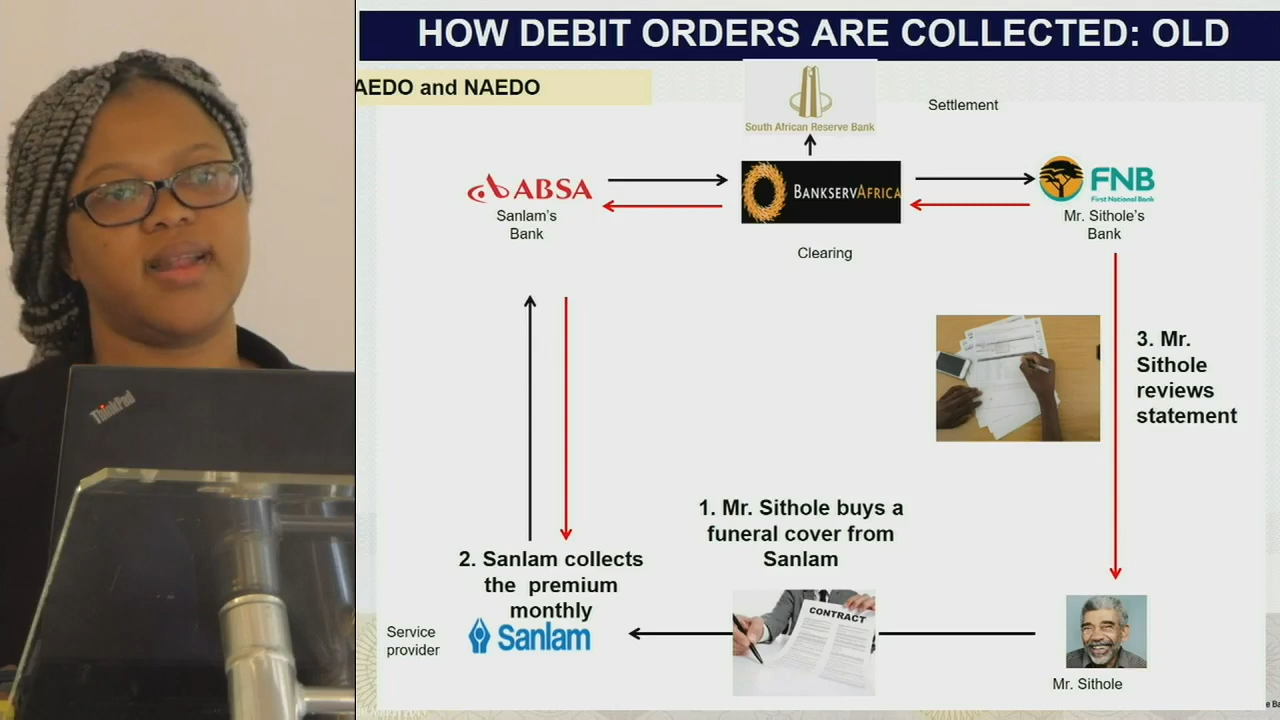 HOW DEBIT ORDERS ARE COLLECTED: OLD
AEDO and NAEDO
South African Reserve Bank
Settlement
ABSA
BANKSERVAFRICA
FNB
First National Bank
Sanlam's
Bank
Mr. Sithole's
Bank
Clearing
3. Mr.
Sithole
reviews
statement
ThinkPad
1. Mr. Sithole buys a
funeral cover from
Sanlam
2. Sanlam collects
the premium
monthly
CONTRACT
Service
provider
Sanlam
Mr. Sithole